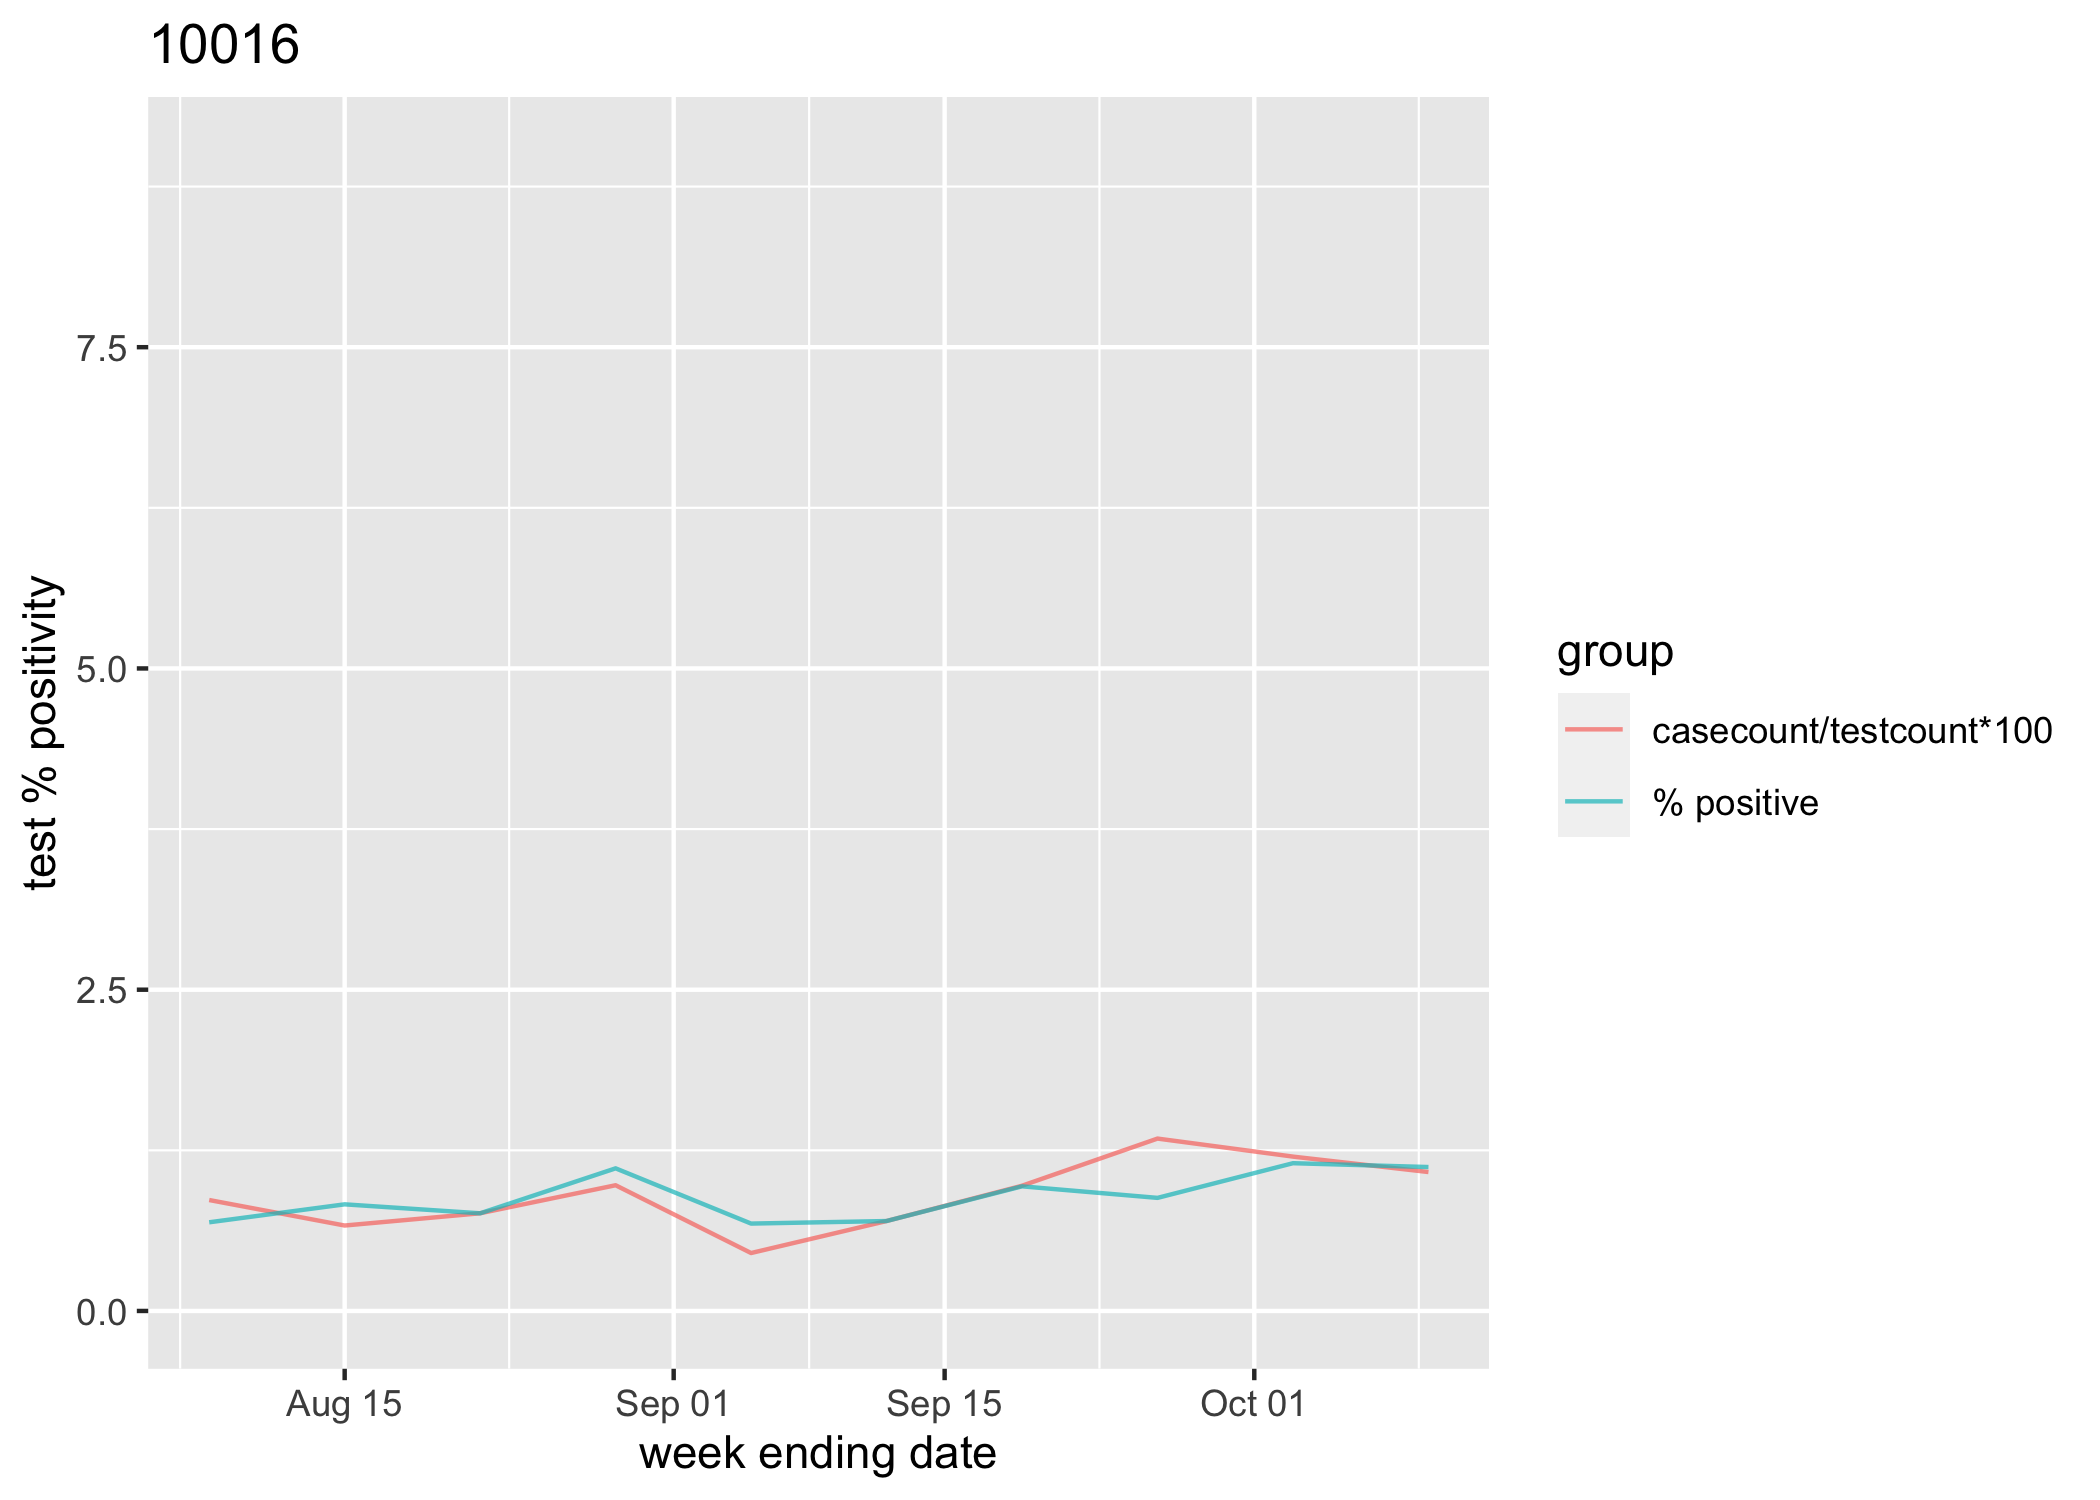 10016
test % positivity
7.5
5.0
2.5
0.0
Aug 15
Sep 01
Sep 15
Oct 01
week ending date
group
casecount/testcount*100
% positive